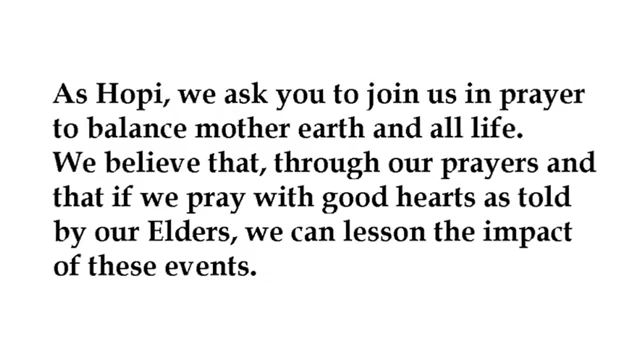 As Hopi, we ask you to join us in prayer
to balance mother earth and all life.
We believe that, through our prayers and
that if we pray with good hearts as told
by our Elders, we can lesson the impact
of these events.